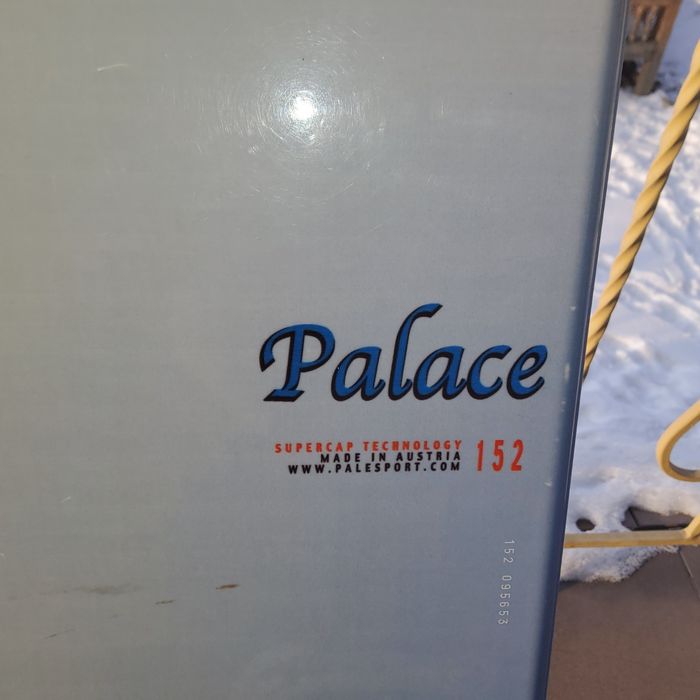 Palace
SUPERCAP TECHNOLOGY
MADE IN AUSTRIA
WWW.PALESPORT.COM
152
152 095653